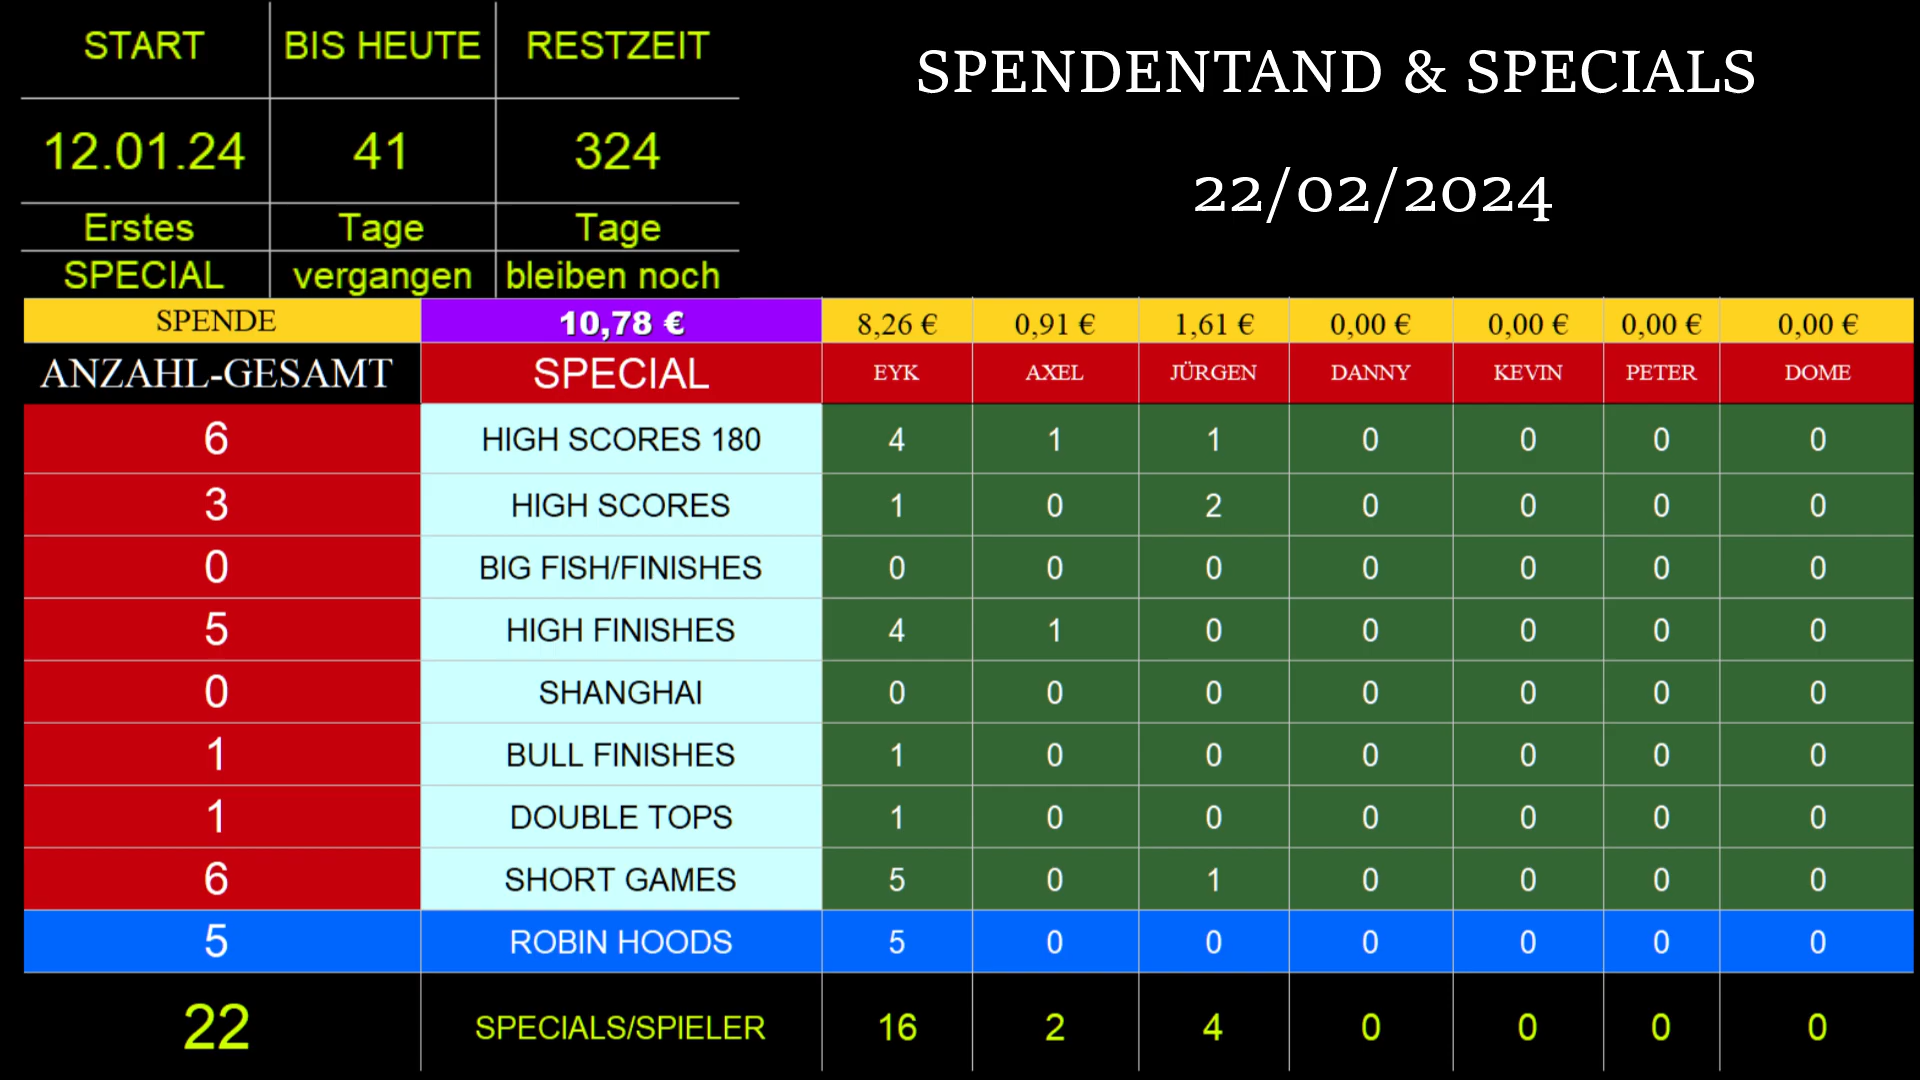 START BIS HEUTE RESTZEIT
12.01.24 41 324
Erstes Tage Tage
SPECIAL vergangen bleiben noch
SPENDENTAND & SPECIALS
22/02/2024
SPENDE 10,78 € 8,26 € 0,91 € 1,61 € 0,00 € 0,00 € 0,00 € 0,00 €
ANZAHL-GESAMT SPECIAL EYK AXEL JÜRGEN DANNY KEVIN PETER DOME
6 HIGH SCORES 180 4 1 1 0 0 0 0
3 HIGH SCORES 1 0 2 0 0 0 0
0 BIG FISH/FINISHES 0 0 0 0 0 0 0
5 HIGH FINISHES 4 1 0 0 0 0 0
0 SHANGHAI 0 0 0 0 0 0 0
1 BULL FINISHES 1 0 0 0 0 0 0
1 DOUBLE TOPS 1 0 0 0 0 0 0
6 SHORT GAMES 5 0 1 0 0 0 0
5 ROBIN HOODS 5 0 0 0 0 0 0
22 SPECIALS/SPIELER 16 2 4 0 0 0 0